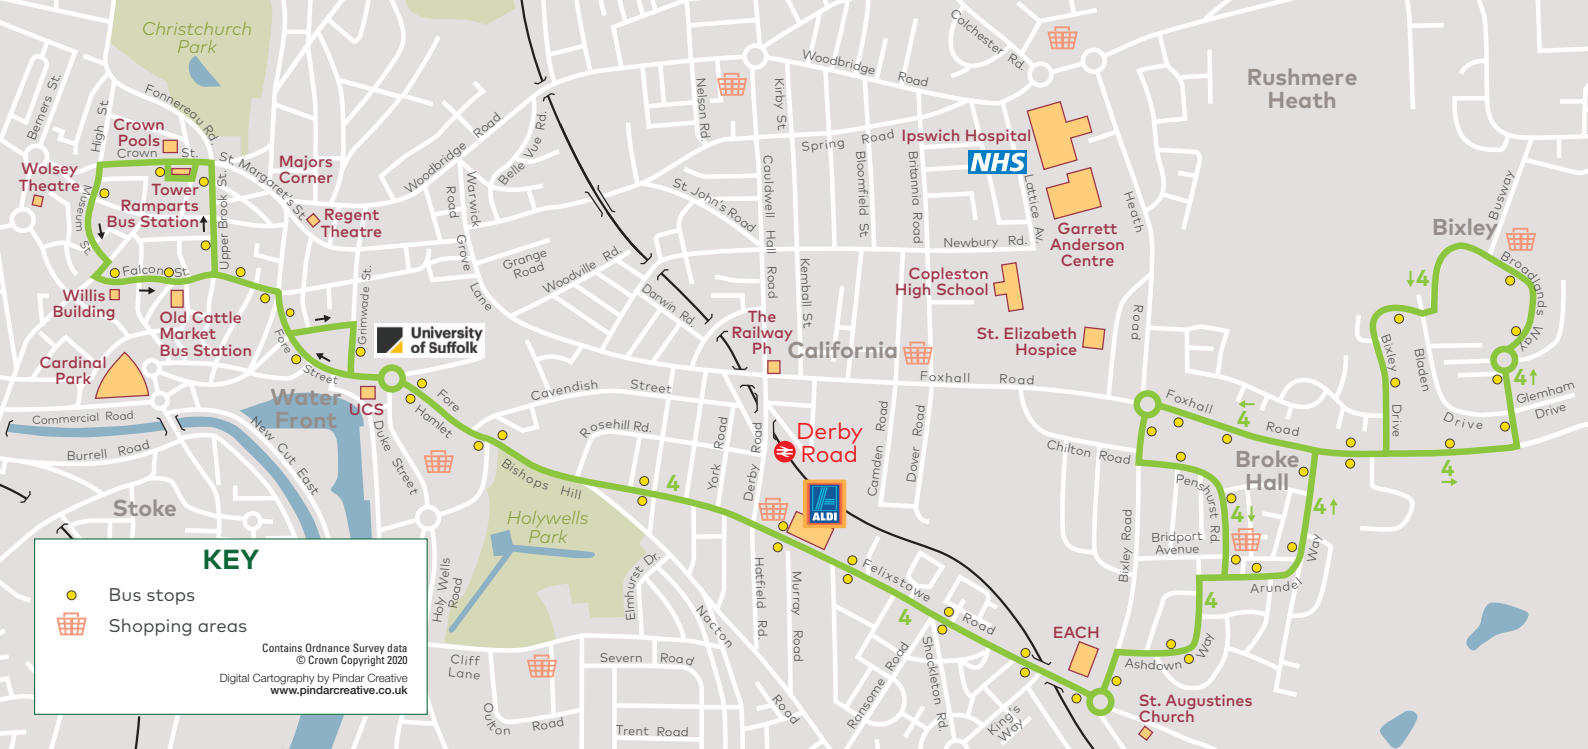 Christchurch
Park
Berners St.
High St.
Fonnereau Rd.
Crown
Pools
Crown St.
St. Margaret's St.
Majors
Corner
Wolsey
Theatre
Museum St.
Tower
Ramparts
Bus Station
Upper Brook St.
Regent
Theatre
Falcon St.
Willis
Building
Old Cattle
Market
Bus Station
Cardinal
Park
Fore Street
Grimwade St.
University
of Suffolk
Water
Front
UCS
Commercial Road
Burrell Road
New Cut East
Duke Street
Stoke
Fore
Hamlet
Bishops Hill
Holywells
Park
Holy Wells
Road
Woodbridge Road
Belle Vue Rd.
Warwick
Road
Grove
Lane
Grange
Road
Woodville Rd.
Darwin Rd.
Cavendish Street
Rosehill Rd.
York Road
Derby Road
4
Nelson Rd.
Kirby St.
Woodbridge Road
Colchester Rd.
Spring Road
St. John's Road
Cauldwell Hall Road
Bloomfield St.
Britannia Road
Kemball St.
Ipswich Hospital
NHS
Lattice Av.
Garrett
Anderson
Centre
Newbury Rd.
Copleston
High School
St. Elizabeth
Hospice
The
Railway
Ph
California
Foxhall Road
Heath
Road
Rushmere
Heath
Derby
Road
ALDI
Camden Road
Dover Road
Felixstowe
Road
4
Hatfield Rd.
Murray Road
Elmhurst Dr.
Nacton
Road
Cliff
Lane
Severn Road
Oulton Road
Trent Road
Ransome Road
Shackleton Rd.
King's
Way
EACH
St. Augustines
Church
Ashdown Way
4
Chilton Road
Bixley Road
Penshurst Rd.
Bridport
Avenue
4
Broke
Hall
4
Arundel Way
Foxhall Road
4
Bixley
4
Busway
Broadlands Way
4
Glemham
Drive
Bixley
Drive
Bladen
Drive
4
KEY
Bus stops
Shopping areas
Contains Ordnance Survey data
© Crown Copyright 2020
Digital Cartography by Pindar Creative
www.pindarcreative.co.uk